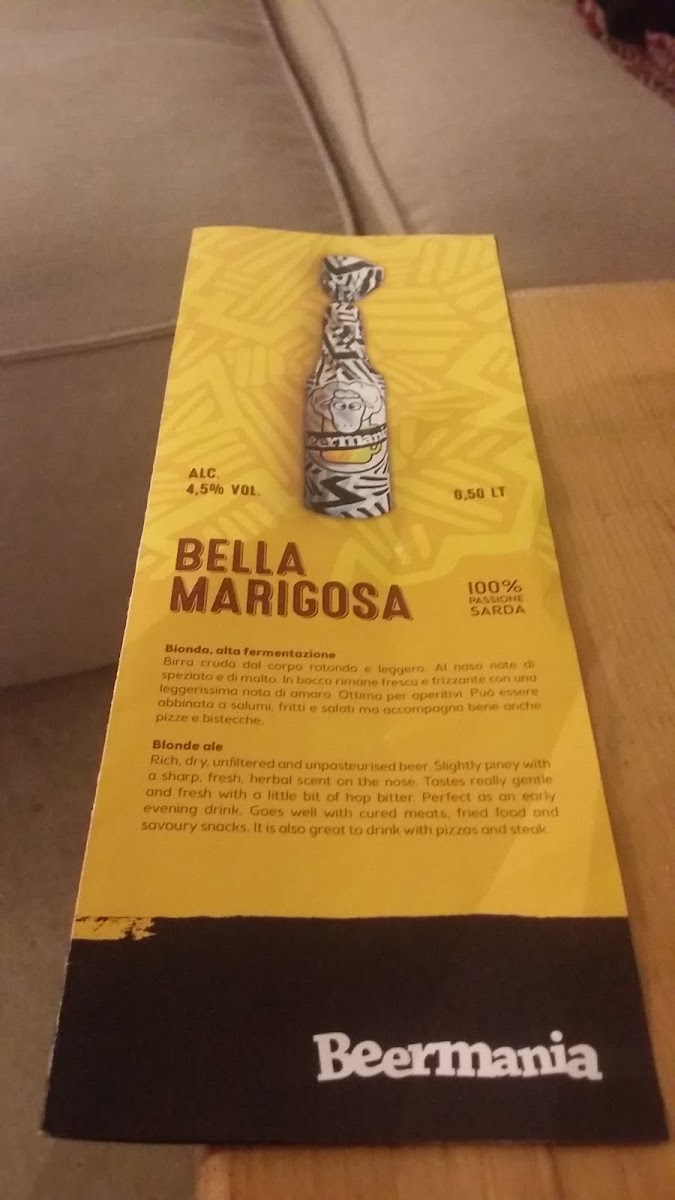 Beermania
ALC.
4,5% VOL.
0,50 LT
BELLA
MARIGOSA
100%
PASSIONE
SARDA
Bionda, alta fermentazione
Birra cruda dal corpo rotondo e leggero. Al naso note di
speziato e di malto. In bocca rimane fresca e frizzante con una
leggerissima nota di amaro. Ottima per aperitivi. Può essere
abbinata a salumi, fritti e salati ma accompagna bene anche
pizze e bistecche.
Blonde ale
Rich, dry, unfiltered and unpasteurised beer. Slightly piney with
a sharp, fresh, herbal scent on the nose. Tastes really gentle
and fresh with a little bit of hop bitter. Perfect as an early
evening drink. Goes well with cured meats, fried food and
savoury snacks. It is also great to drink with pizzas and steak.
Beermania